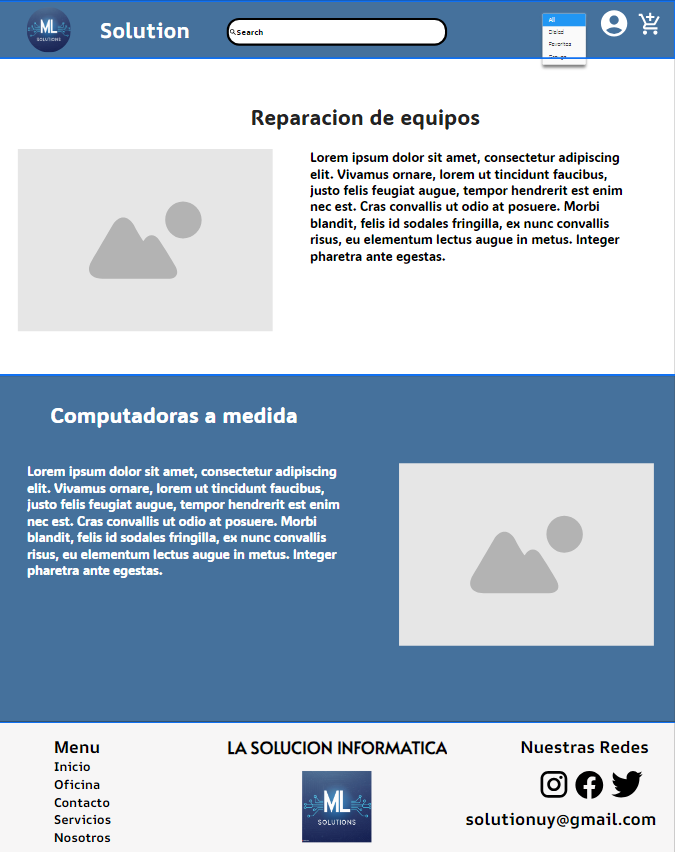 ML
SOLUTIONS
Solution
Search
All
Dialed
Favorites
Reparacion de equipos
Lorem ipsum dolor sit amet, consectetur adipiscing
elit. Vivamus ornare, lorem ut tincidunt faucibus,
justo felis feugiat augue, tempor hendrerit est enim
nec est. Cras convallis ut odio at posuere. Morbi
blandit, felis id sodales fringilla, ex nunc convallis
risus, eu elementum lectus augue in metus. Integer
pharetra ante egestas.
Computadoras a medida
Lorem ipsum dolor sit amet, consectetur adipiscing
elit. Vivamus ornare, lorem ut tincidunt faucibus,
justo felis feugiat augue, tempor hendrerit est enim
nec est. Cras convallis ut odio at posuere. Morbi
blandit, felis id sodales fringilla, ex nunc convallis
risus, eu elementum lectus augue in metus. Integer
pharetra ante egestas.
Menu
Inicio
Oficina
Contacto
Servicios
Nosotros
LA SOLUCION INFORMATICA
ML
SOLUTIONS
Nuestras Redes
solutionuy@gmail.com